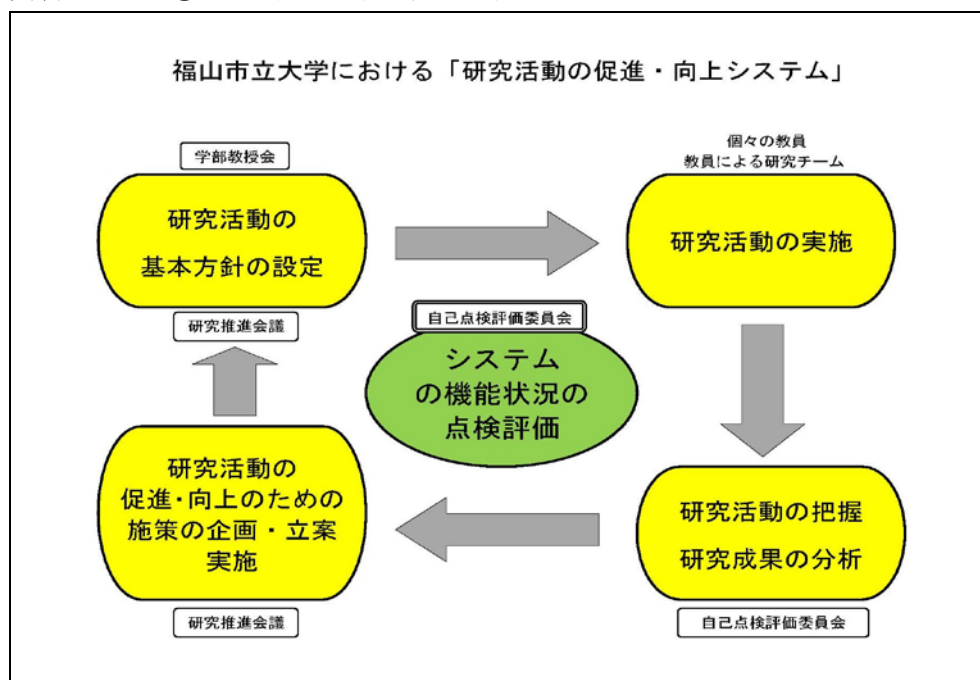 福山市立大学における「研究活動の促進・向上システム」
学部教授会
研究活動の
基本方針の設定
研究推進会議
個々の教員
教員による研究チーム
研究活動の実施
自己点検評価委員会
システム
の機能状況の
点検評価
研究活動の
促進・向上のための
施策の企画・立案
実施
研究推進会議
研究活動の把握
研究成果の分析
自己点検評価委員会